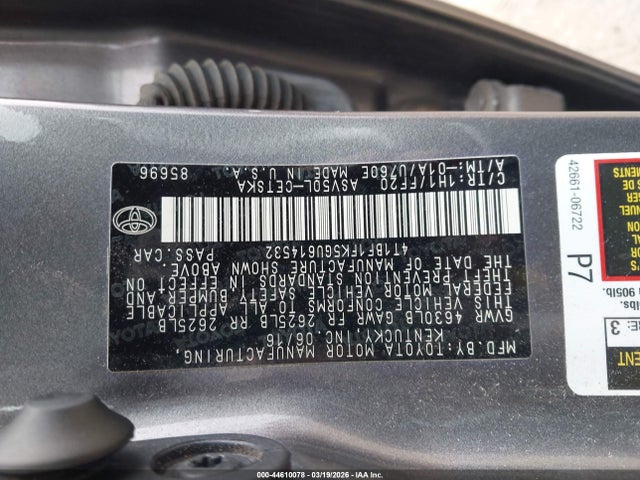 MFD.BY: TOYOTA MOTOR MANUFACTURING,
KENTUCKY, INC. 06/16
GVWR 4630LB GAWR FR 2625LB RR 2625LB
THIS VEHICLE CONFORMS TO ALL APPLICABLE
FEDERAL MOTOR VEHICLE SAFETY, BUMPER, AND
THEFT PREVENTION STANDARDS IN EFFECT ON
THE DATE OF MANUFACTURE SHOWN ABOVE.
4T1BF1FK5GU614532 PASS. CAR
C/TR:1H1/FF20 ASV50L-CETSKA
A/TM:-01A/U760E MADE IN U.S.A. 85696
42661-06722
P7
905lb.
lbs.
E: 3
ENT
000-44610078 - 03/19/2026 - IAA Inc.